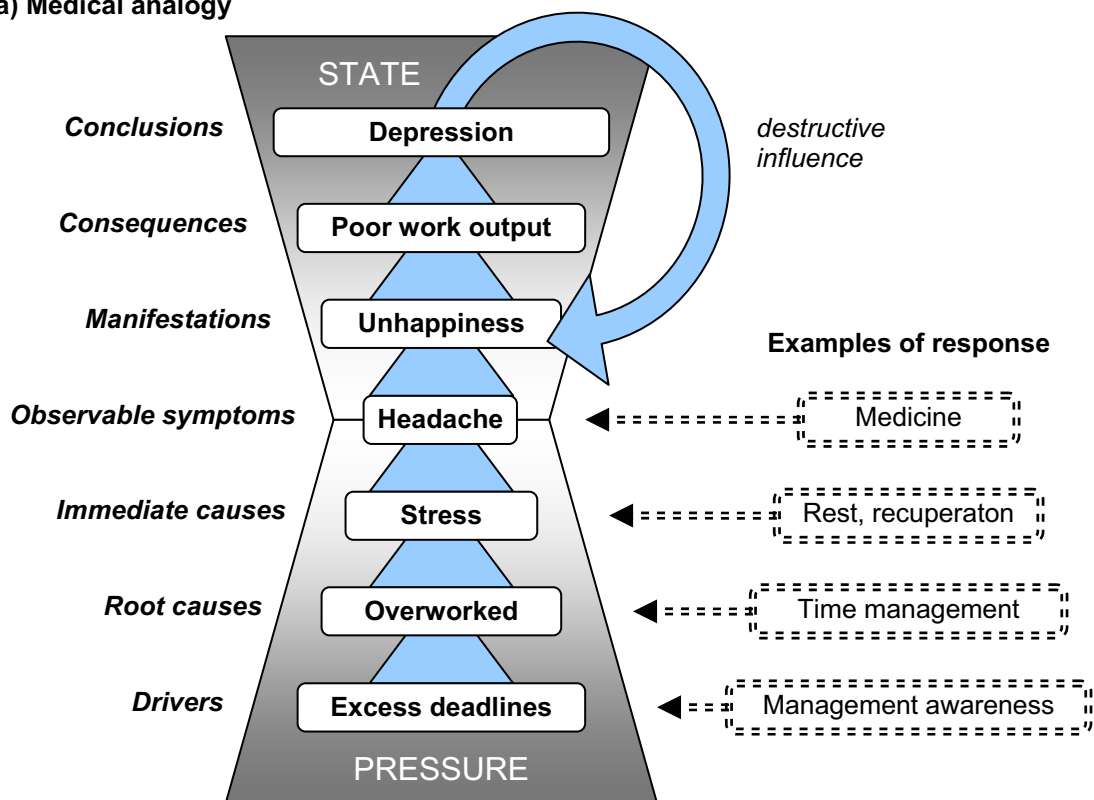 a) Medical analogy
STATE
Conclusions
Depression
destructive
influence
Consequences
Poor work output
Manifestations
Unhappiness
Examples of response
Observable symptoms
Headache
Medicine
Immediate causes
Stress
Rest, recuperaton
Root causes
Overworked
Time management
Drivers
Excess deadlines
Management awareness
PRESSURE